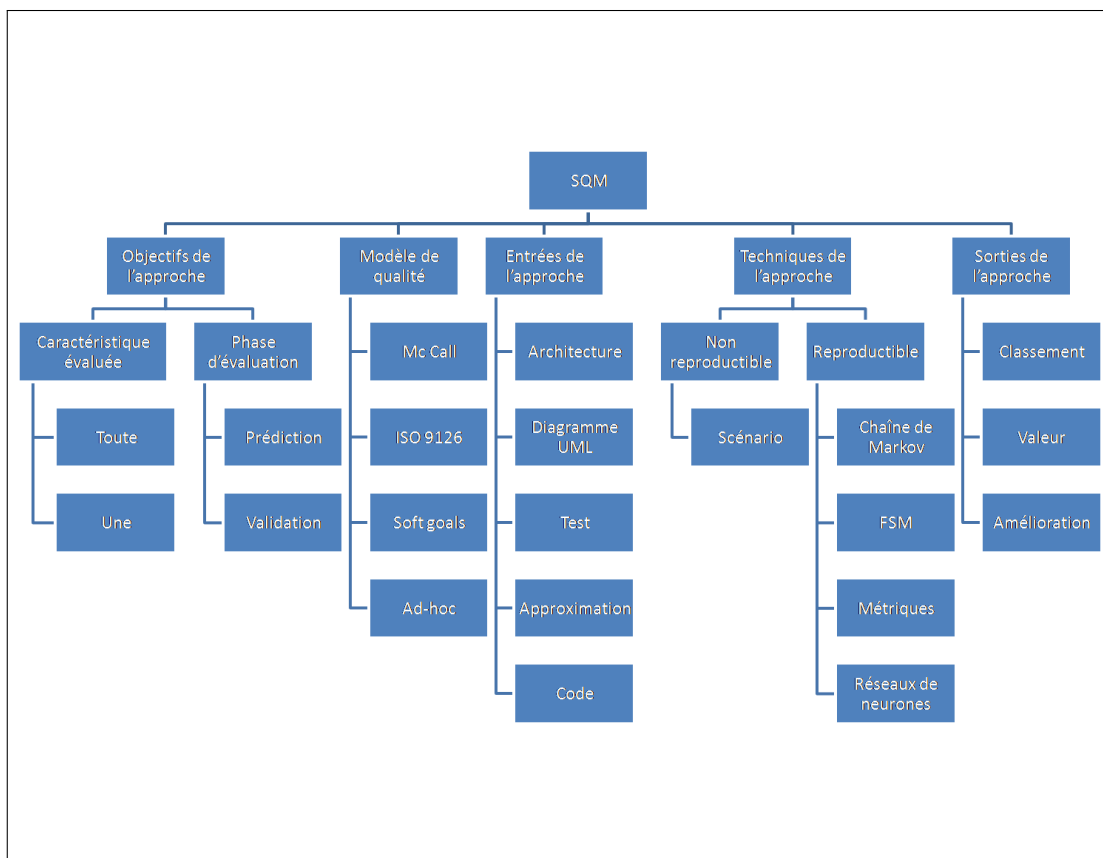 SQM
Objectifs de
l'approche
Modèle de
qualité
Entrées de
l'approche
Techniques de
l'approche
Sorties de
l'approche
Caractéristique
évaluée
Phase
d'évaluation
Mc Call
Architecture
Non
reproductible
Reproductible
Classement
Toute
Prédiction
ISO 9126
Diagramme
UML
Scénario
Chaîne de
Markov
Valeur
Une
Validation
Soft goals
Test
FSM
Amélioration
Ad-hoc
Approximation
Métriques
Code
Réseaux de
neurones